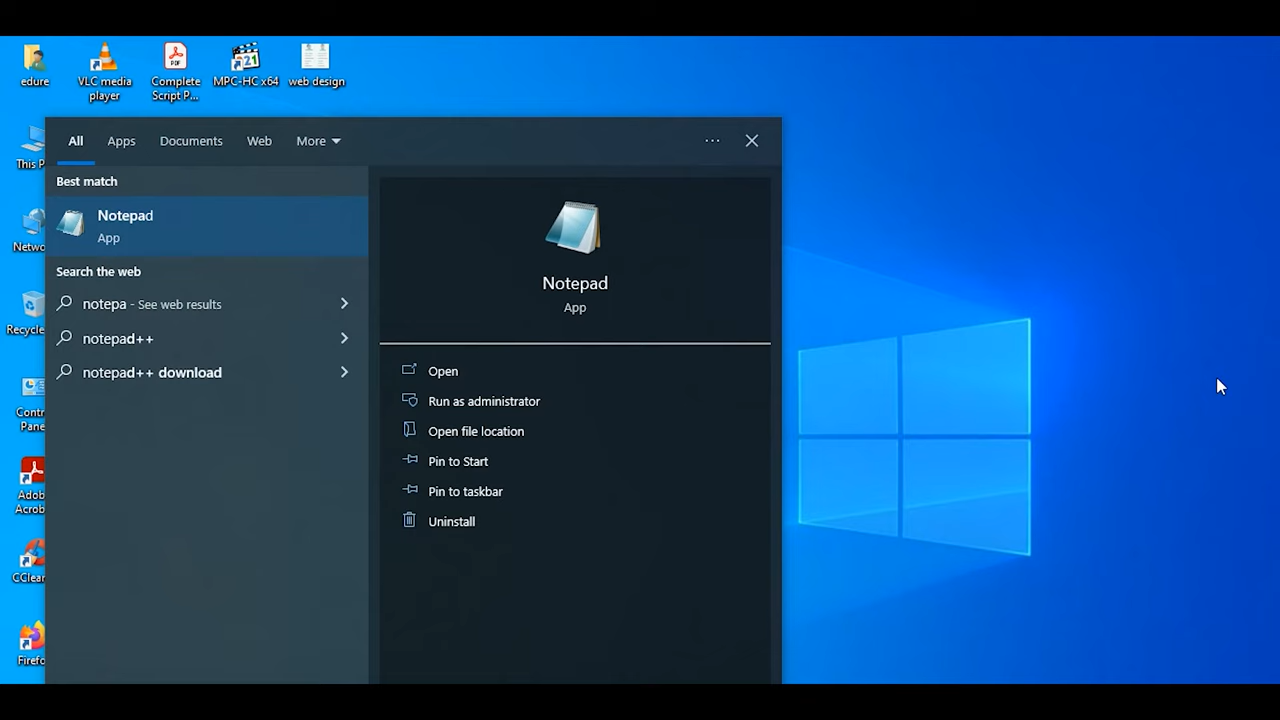 edure
VLC media
player
Complete
Script P...
MPC-HC x64
web design
This P
Netwo
Recycle
Contr
Pane
Adob
Acrob
CClean
Firefo
All
Apps
Documents
Web
More
Best match
Notepad
App
Search the web
notepa - See web results
notepad++
notepad++ download
Notepad
App
Open
Run as administrator
Open file location
Pin to Start
Pin to taskbar
Uninstall